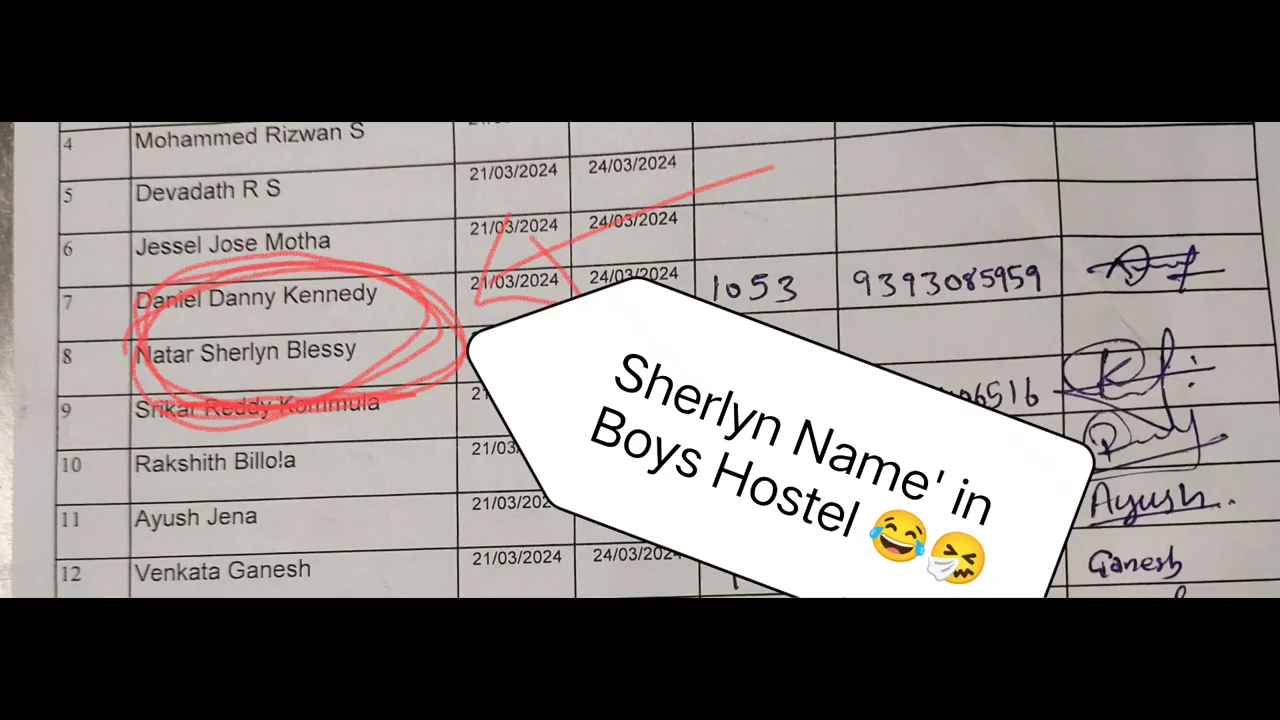 4 Mohammed Rizwan S
5 Devadath R S 21/03/2024 24/03/2024
6 Jessel Jose Motha 21/03/2024 24/03/2024
7 Daniel Danny Kennedy 21/03/2024 24/03/2024 1053 9393085959
8 Natar Sherlyn Blessy
9 Srikar Reddy Kommula 21 06516
10 Rakshith Billola 21/03
11 Ayush Jena 21/03/202 Ayush.
12 Venkata Ganesh 21/03/2024 24/03/2024 Ganesh
Sherlyn Name' in
Boys Hostel 😂🤧